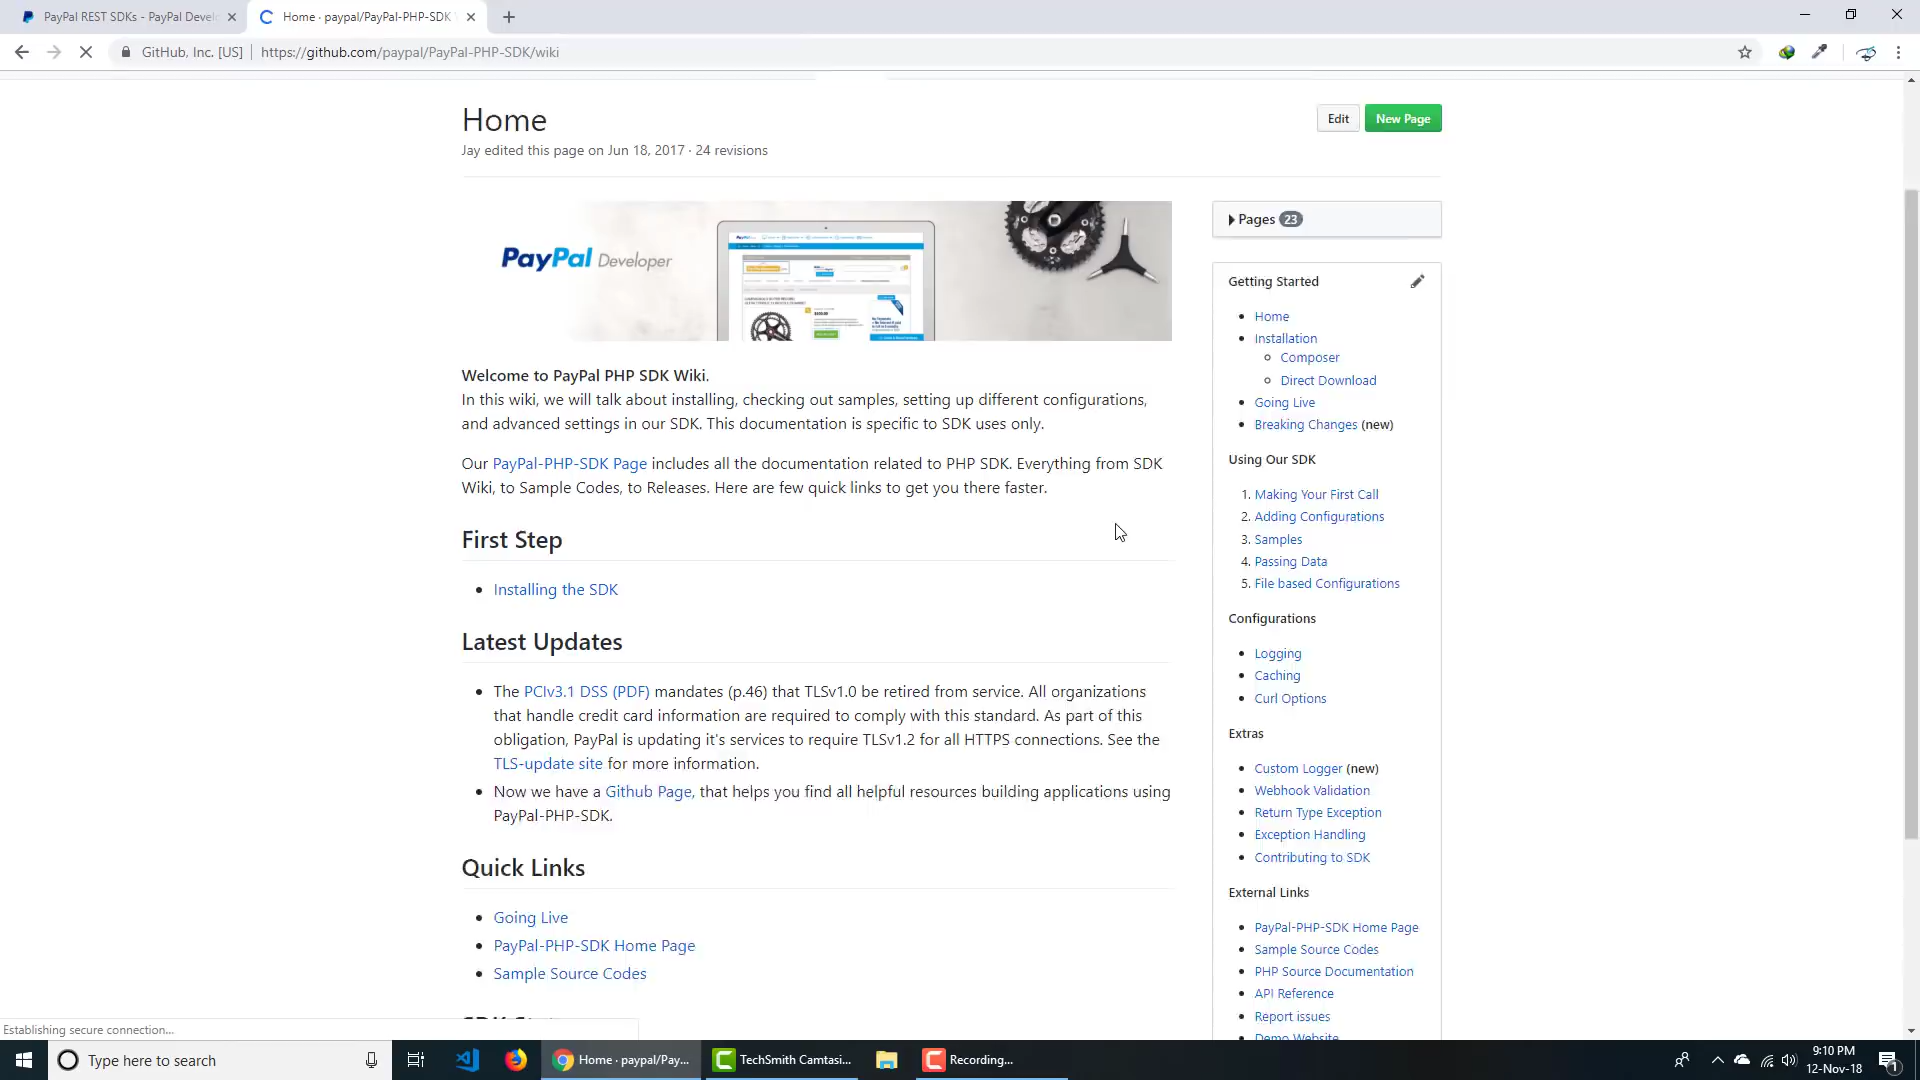 PayPal REST SDKs - PayPal Devel
Home · paypal/PayPal-PHP-SDK
GitHub, Inc. [US]
https://github.com/paypal/PayPal-PHP-SDK/wiki
Home
Edit
New Page
Jay edited this page on Jun 18, 2017 · 24 revisions
PayPal Developer
Welcome to PayPal PHP SDK Wiki.
In this wiki, we will talk about installing, checking out samples, setting up different configurations,
and advanced settings in our SDK. This documentation is specific to SDK uses only.
Our PayPal-PHP-SDK Page includes all the documentation related to PHP SDK. Everything from SDK
Wiki, to Sample Codes, to Releases. Here are few quick links to get you there faster.
First Step
Installing the SDK
Latest Updates
The PCIv3.1 DSS (PDF) mandates (p.46) that TLSv1.0 be retired from service. All organizations
that handle credit card information are required to comply with this standard. As part of this
obligation, PayPal is updating it's services to require TLSv1.2 for all HTTPS connections. See the
TLS-update site for more information.
Now we have a Github Page, that helps you find all helpful resources building applications using
PayPal-PHP-SDK.
Quick Links
Going Live
PayPal-PHP-SDK Home Page
Sample Source Codes
Pages 23
Getting Started
Home
Installation
Composer
Direct Download
Going Live
Breaking Changes (new)
Using Our SDK
1. Making Your First Call
2. Adding Configurations
3. Samples
4. Passing Data
5. File based Configurations
Configurations
Logging
Caching
Curl Options
Extras
Custom Logger (new)
Webhook Validation
Return Type Exception
Exception Handling
Contributing to SDK
External Links
PayPal-PHP-SDK Home Page
Sample Source Codes
PHP Source Documentation
API Reference
Report issues
Demo Website
Establishing secure connection...
Type here to search
Home · paypal/Pay...
TechSmith Camtasi...
Recording...
9:10 PM
12-Nov-18
1